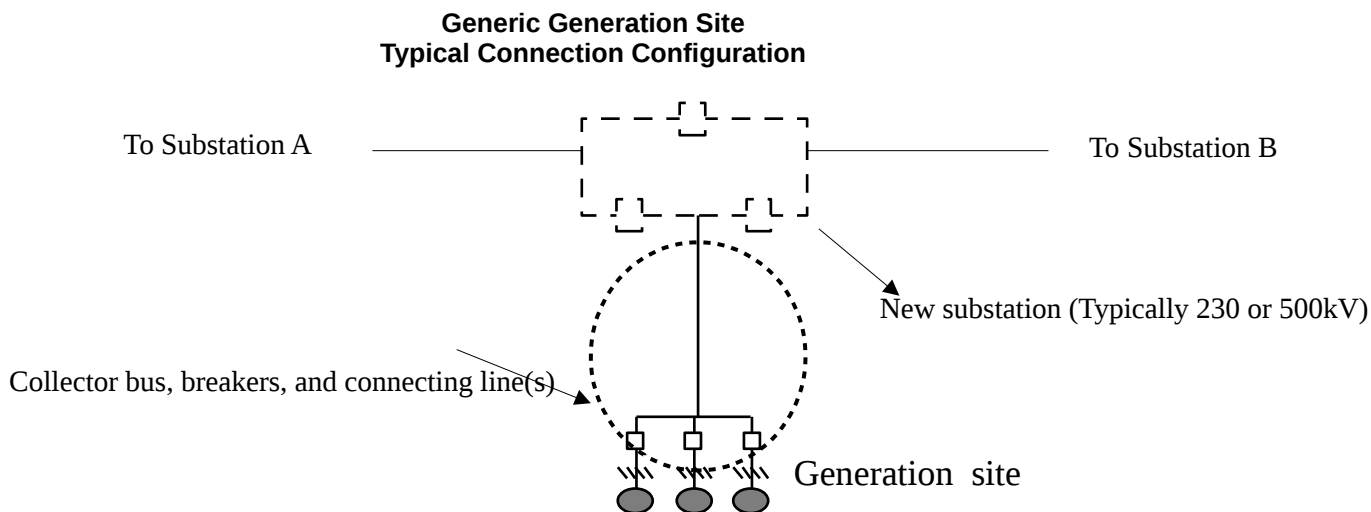 Generic Generation Site
Typical Connection Configuration
To Substation A
To Substation B
New substation (Typically 230 or 500kV)
Collector bus, breakers, and connecting line(s)
Generation site